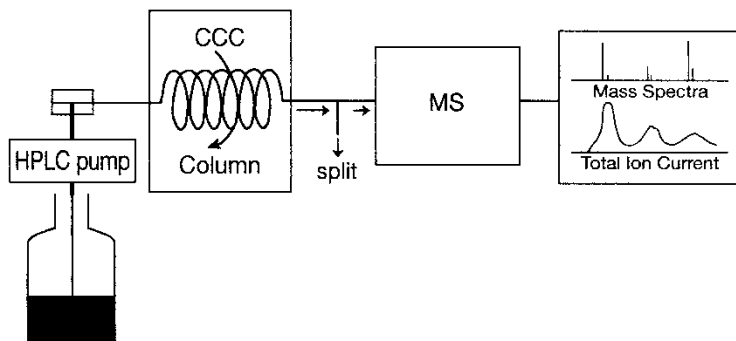 CCC
Column
HPLC pump
split
MS
Mass Spectra
Total Ion Current